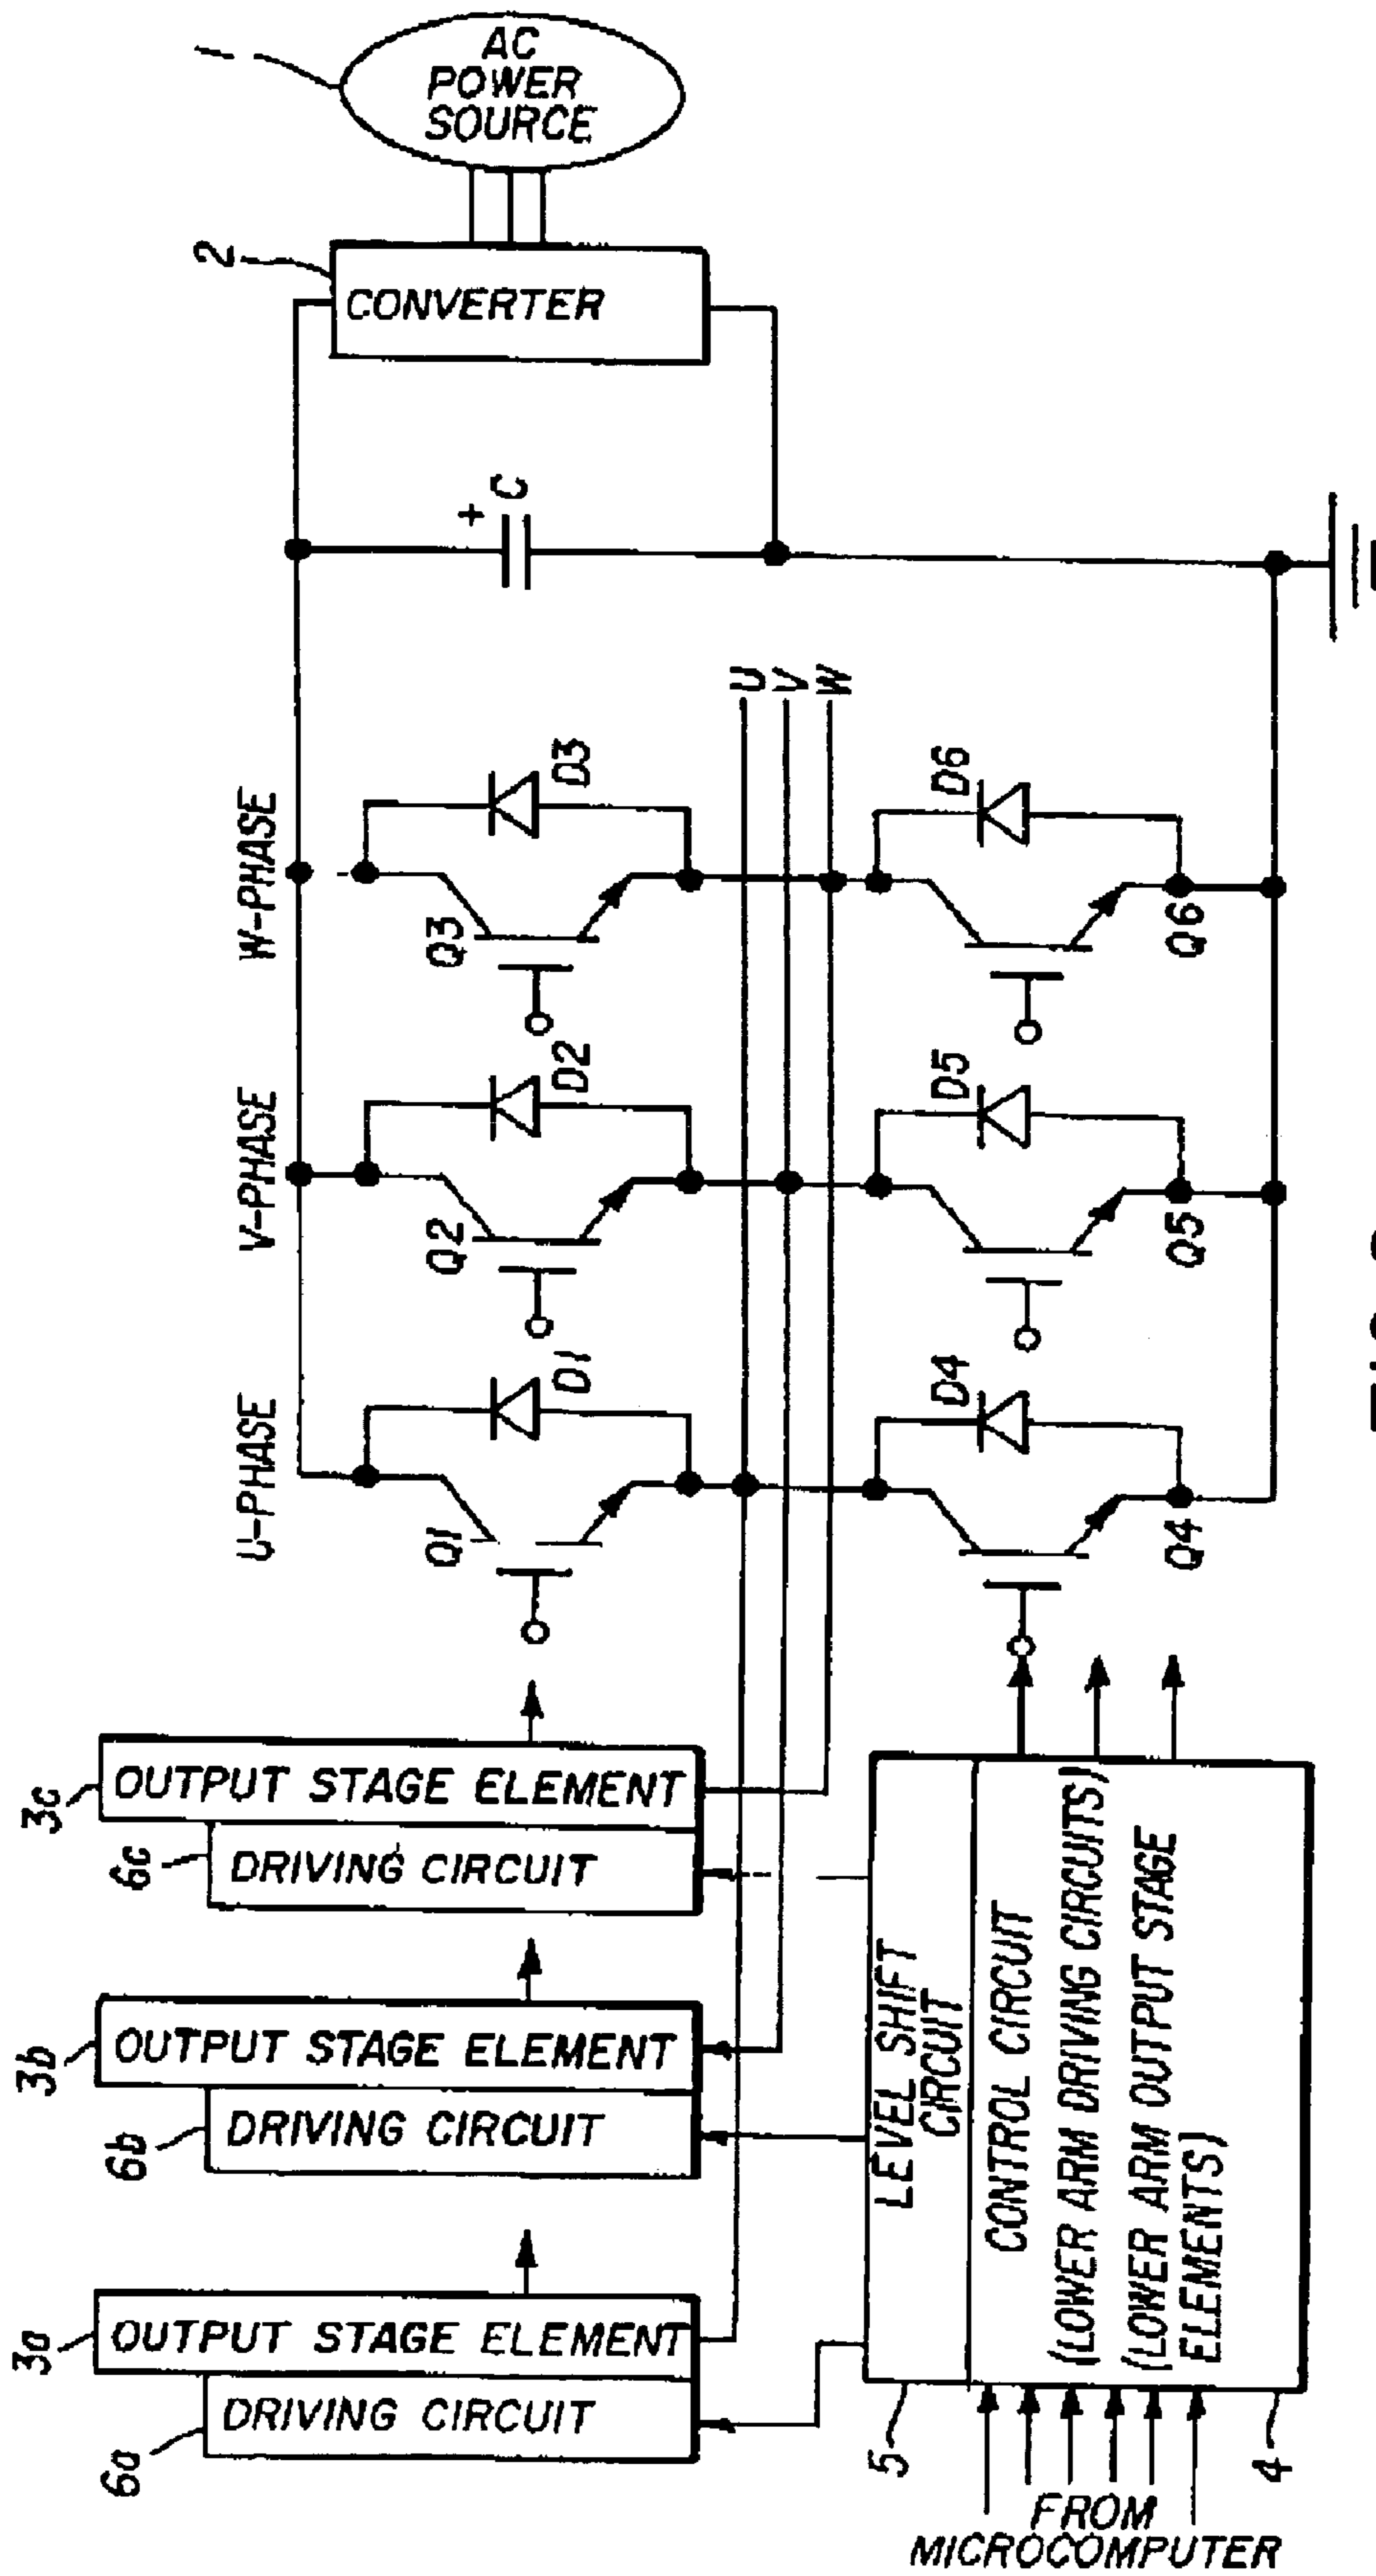 1
AC
POWER
SOURCE
2
CONVERTER
+
C
W-PHASE
V-PHASE
U-PHASE
D3
D2
D1
Q3
Q2
Q1
U
V
W
D6
D5
D4
Q6
Q5
Q4
3c
OUTPUT STAGE ELEMENT
6c
DRIVING CIRCUIT
3b
OUTPUT STAGE ELEMENT
6b
DRIVING CIRCUIT
3a
OUTPUT STAGE ELEMENT
6a
DRIVING CIRCUIT
LEVEL SHIFT
CIRCUIT
CONTROL CIRCUIT
(LOWER ARM DRIVING CIRCUITS)
(LOWER ARM OUTPUT STAGE
ELEMENTS)
5
4
FROM
MICROCOMPUTER